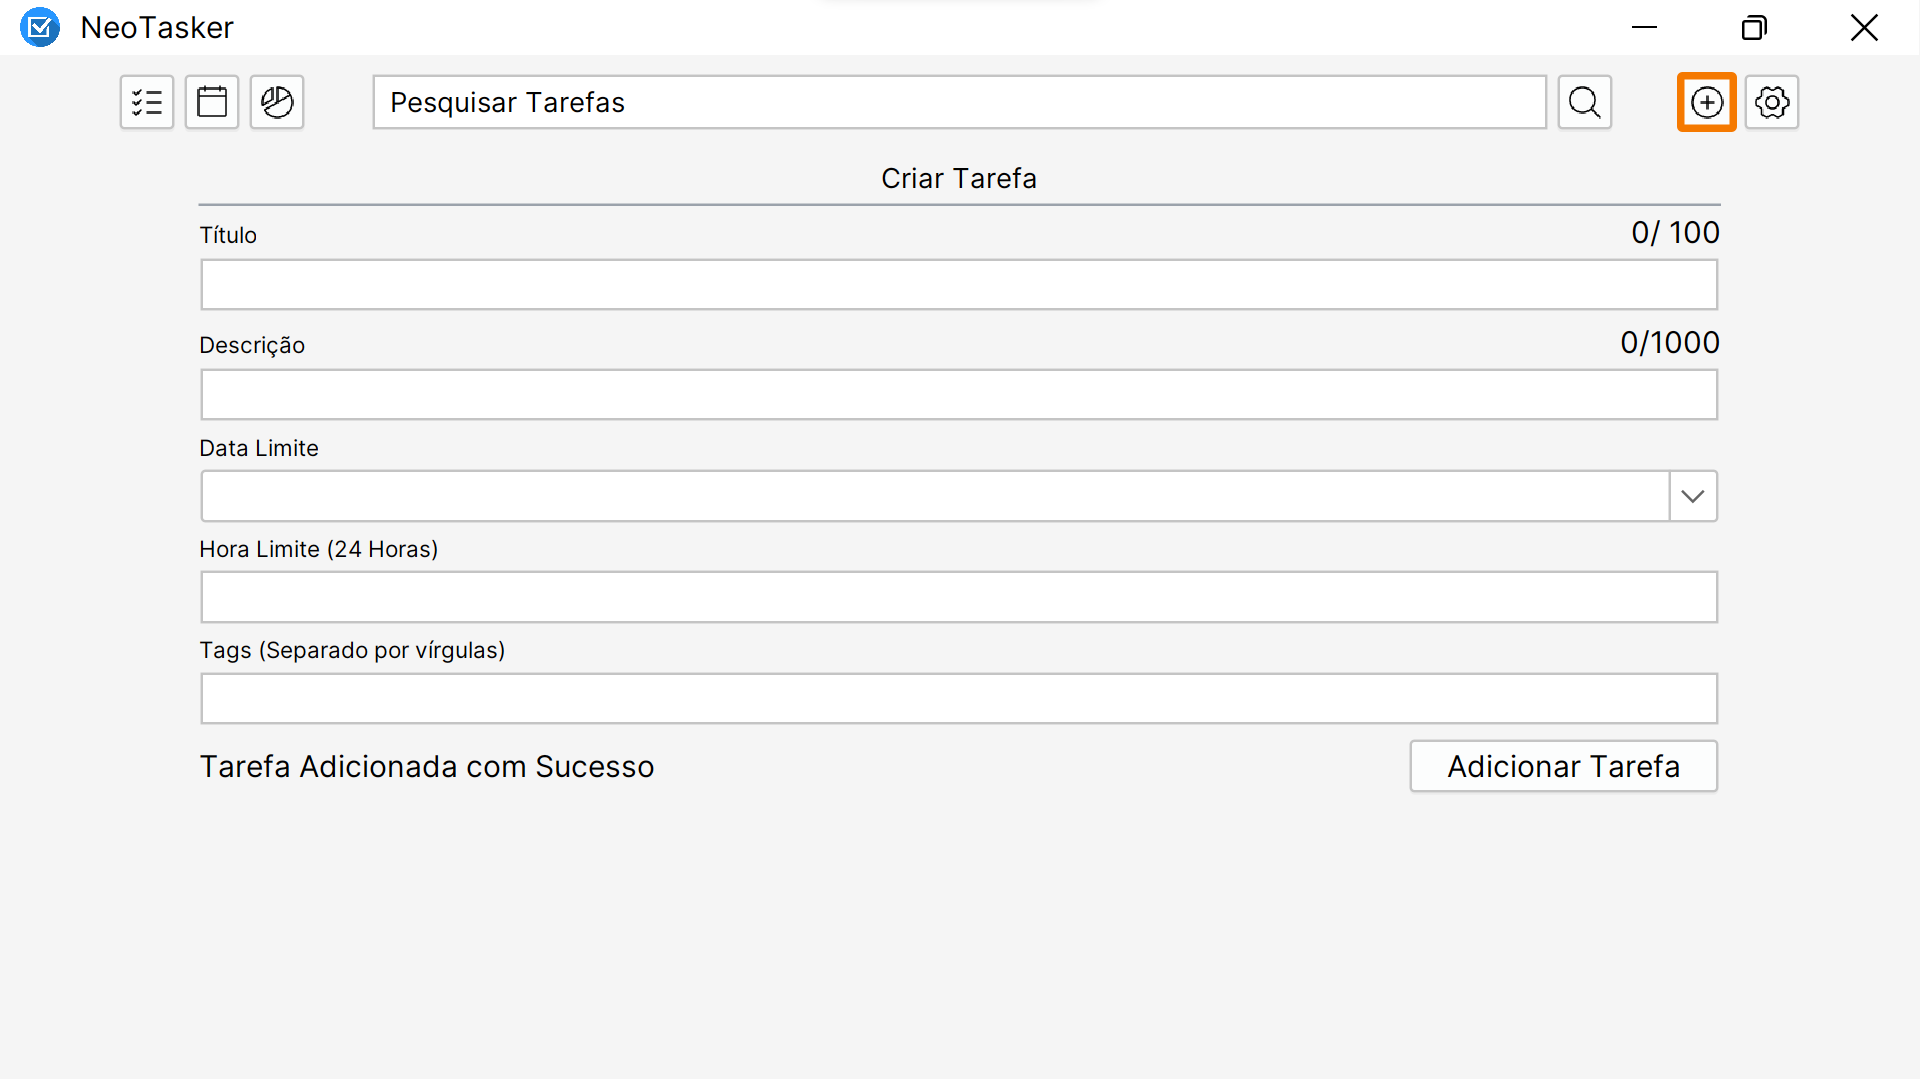 NeoTasker
Pesquisar Tarefas
Criar Tarefa
Título
0/ 100
Descrição
0/1000
Data Limite
Hora Limite (24 Horas)
Tags (Separado por vírgulas)
Tarefa Adicionada com Sucesso
Adicionar Tarefa